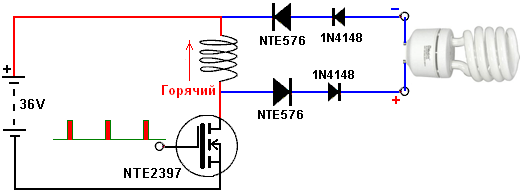 NTE576
1N4148
−
1N4148
Горячий
+
NTE576
+
36V
NTE2397